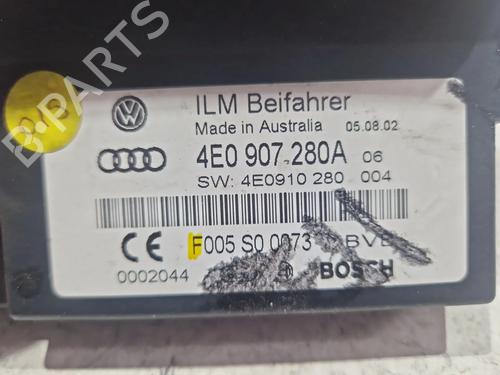 ILM Beifahrer
Made in Australia 05.08.02
4E0 907 280A 06
SW: 4E0910 280 004
F005 S0 0073 BVE
0002044 BOSCH
B-PARTS